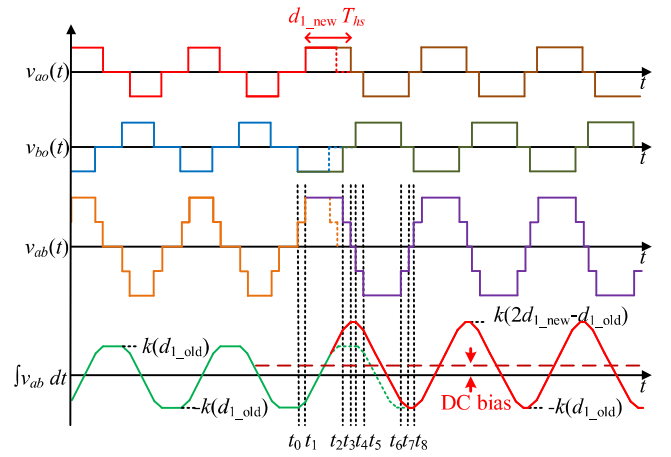 d1_new Ths
vao(t)
t
vbo(t)
t
vab(t)
t
k(2d1_new-d1_old)
k(d1_old)
∫vab dt
t
DC bias
-k(d1_old)
-k(d1_old)
t0 t1 t2 t3 t4 t5 t6 t7 t8